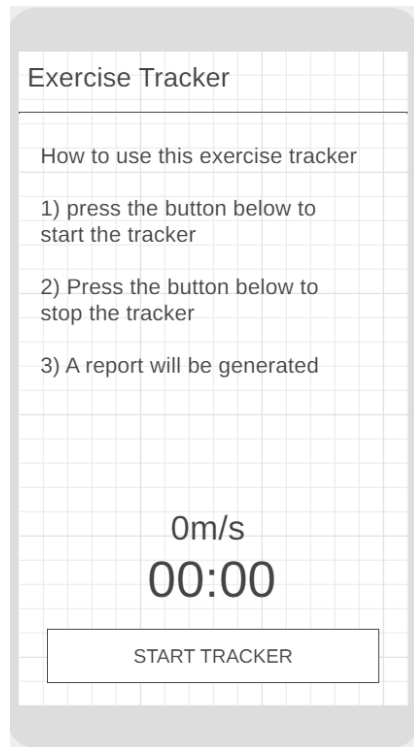 Exercise Tracker
How to use this exercise tracker
1) press the button below to
start the tracker
2) Press the button below to
stop the tracker
3) A report will be generated
0m/s
00:00
START TRACKER